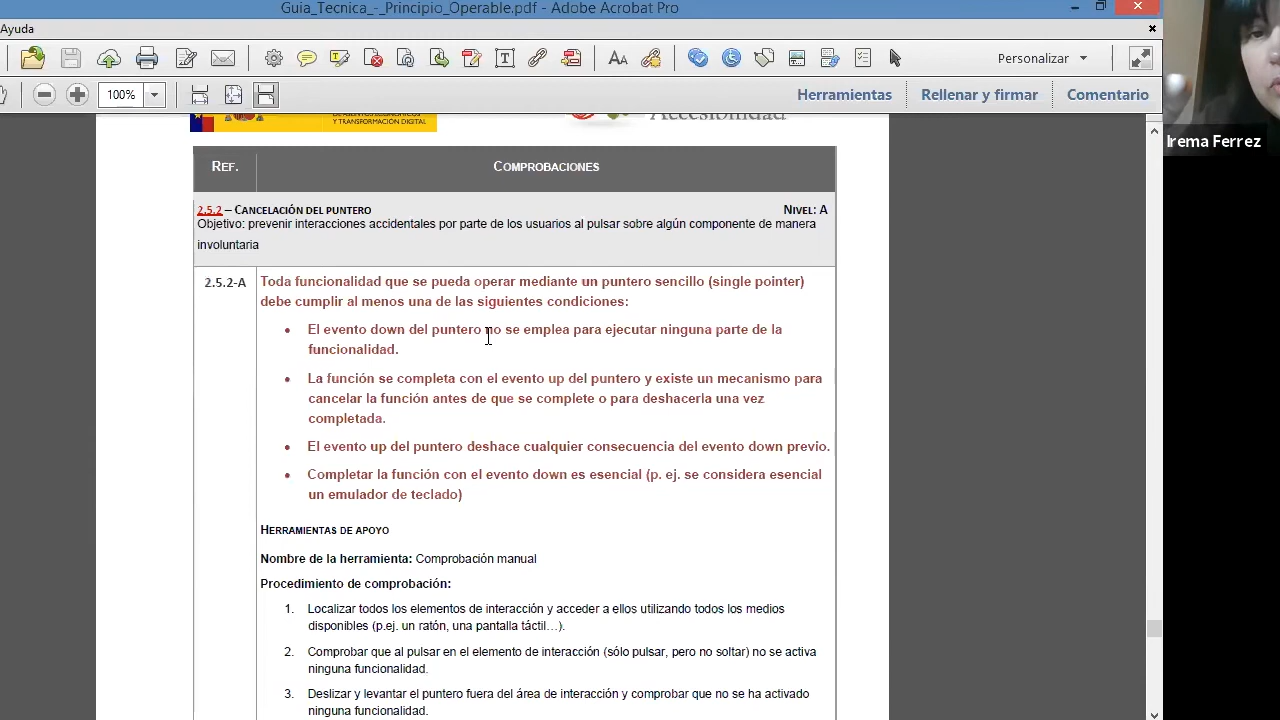 Guia_Tecnica_-_Principio_Operable.pdf - Adobe Acrobat Pro
Ayuda
Personalizar
100%
Herramientas
Rellenar y firmar
Comentario
Y TRANSFORMACIÓN DIGITAL
Accesibilidad
Irema Ferrez
REF.
COMPROBACIONES
2.5.2 – CANCELACIÓN DEL PUNTERO
NIVEL: A
Objetivo: prevenir interacciones accidentales por parte de los usuarios al pulsar sobre algún componente de manera
involuntaria
2.5.2-A
Toda funcionalidad que se pueda operar mediante un puntero sencillo (single pointer)
debe cumplir al menos una de las siguientes condiciones:
• El evento down del puntero no se emplea para ejecutar ninguna parte de la
funcionalidad.
• La función se completa con el evento up del puntero y existe un mecanismo para
cancelar la función antes de que se complete o para deshacerla una vez
completada.
• El evento up del puntero deshace cualquier consecuencia del evento down previo.
• Completar la función con el evento down es esencial (p. ej. se considera esencial
un emulador de teclado)
HERRAMIENTAS DE APOYO
Nombre de la herramienta: Comprobación manual
Procedimiento de comprobación:
1. Localizar todos los elementos de interacción y acceder a ellos utilizando todos los medios
disponibles (p.ej. un ratón, una pantalla táctil…).
2. Comprobar que al pulsar en el elemento de interacción (sólo pulsar, pero no soltar) no se activa
ninguna funcionalidad.
3. Deslizar y levantar el puntero fuera del área de interacción y comprobar que no se ha activado
ninguna funcionalidad.